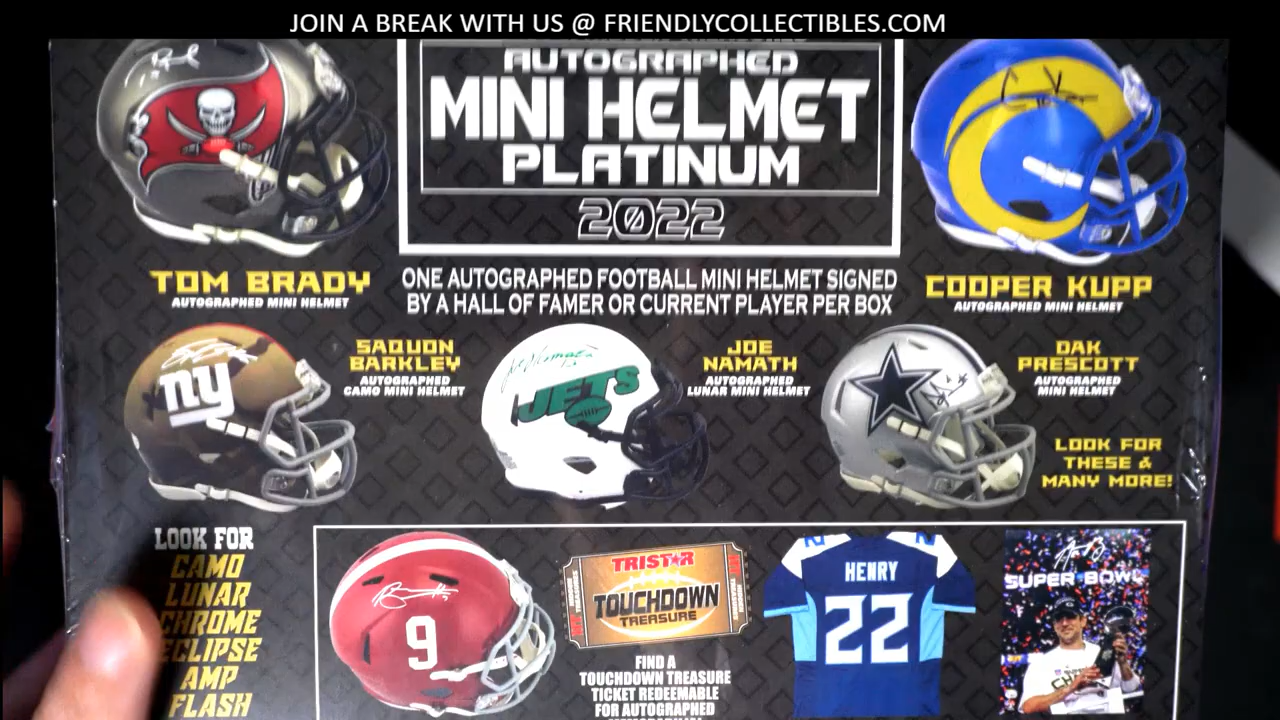 JOIN A BREAK WITH US @ FRIENDLYCOLLECTIBLES.COM
AUTOGRAPHED
MINI HELMET
PLATINUM
2022
ONE AUTOGRAPHED FOOTBALL MINI HELMET SIGNED
BY A HALL OF FAMER OR CURRENT PLAYER PER BOX
TOM BRADY
AUTOGRAPHED MINI HELMET
COOPER KUPP
AUTOGRAPHED MINI HELMET
ny
SAQUON
BARKLEY
AUTOGRAPHED
CAMO MINI HELMET
JETS
JOE
NAMATH
AUTOGRAPHED
LUNAR MINI HELMET
DAK
PRESCOTT
AUTOGRAPHED
MINI HELMET
LOOK FOR
THESE &
MANY MORE!
LOOK FOR
CAMO
LUNAR
CHROME
ECLIPSE
AMP
FLASH
9
TRISTAR
TOUCHDOWN
TREASURE
FIND A
TOUCHDOWN TREASURE
TICKET REDEEMABLE
FOR AUTOGRAPHED
HENRY
22
SUPER BOWL